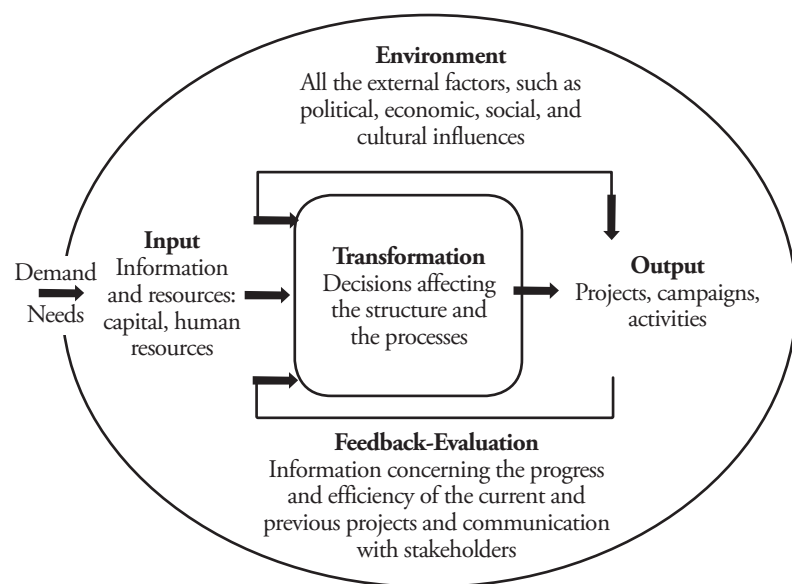 Environment
All the external factors, such as
political, economic, social, and
cultural influences
Demand
Needs
Input
Information
and resources:
capital, human
resources
Transformation
Decisions affecting
the structure and
the processes
Output
Projects, campaigns,
activities
Feedback-Evaluation
Information concerning the progress
and efficiency of the current and
previous projects and communication
with stakeholders